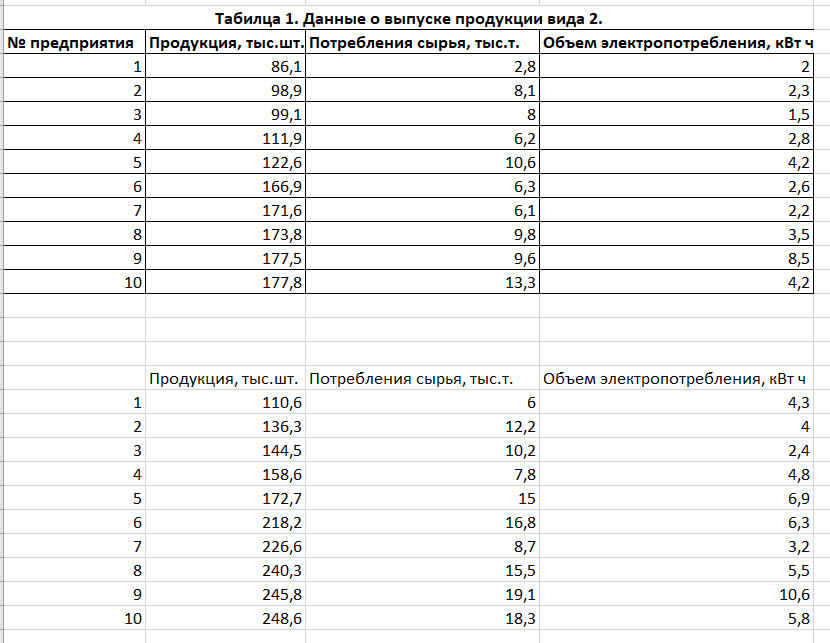 Табилца 1. Данные о выпуске продукции вида 2.
№ предприятия Продукция, тыс.шт. Потребления сырья, тыс.т. Объем электропотребления, кВт ч
1 86,1 2,8 2
2 98,9 8,1 2,3
3 99,1 8 1,5
4 111,9 6,2 2,8
5 122,6 10,6 4,2
6 166,9 6,3 2,6
7 171,6 6,1 2,2
8 173,8 9,8 3,5
9 177,5 9,6 8,5
10 177,8 13,3 4,2
Продукция, тыс.шт. Потребления сырья, тыс.т. Объем электропотребления, кВт ч
1 110,6 6 4,3
2 136,3 12,2 4
3 144,5 10,2 2,4
4 158,6 7,8 4,8
5 172,7 15 6,9
6 218,2 16,8 6,3
7 226,6 8,7 3,2
8 240,3 15,5 5,5
9 245,8 19,1 10,6
10 248,6 18,3 5,8